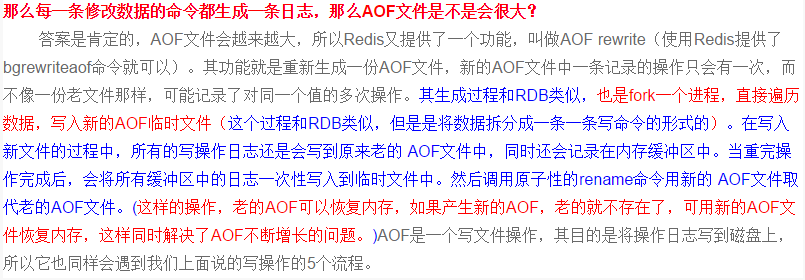 那么每一条修改数据的命令都生成一条日志，那么AOF文件是不是会很大？
答案是肯定的，AOF文件会越来越大，所以Redis又提供了一个功能，叫做AOF rewrite（使用Redis提供了
bgrewriteaof命令就可以）。其功能就是重新生成一份AOF文件，新的AOF文件中一条记录的操作只会有一次，而
不像一份老文件那样，可能记录了对同一个值的多次操作。其生成过程和RDB类似，也是fork一个进程，直接遍历
数据，写入新的AOF临时文件（这个过程和RDB类似，但是是将数据拆分成一条一条写命令的形式的）。在写入
新文件的过程中，所有的写操作日志还是会写到原来老的 AOF文件中，同时还会记录在内存缓冲区中。当重完操
作完成后，会将所有缓冲区中的日志一次性写入到临时文件中。然后调用原子性的rename命令用新的 AOF文件取
代老的AOF文件。(这样的操作，老的AOF可以恢复内存，如果产生新的AOF，老的就不存在了，可用新的AOF文
件恢复内存，这样同时解决了AOF不断增长的问题。)AOF是一个写文件操作，其目的是将操作日志写到磁盘上，
所以它也同样会遇到我们上面说的写操作的5个流程。